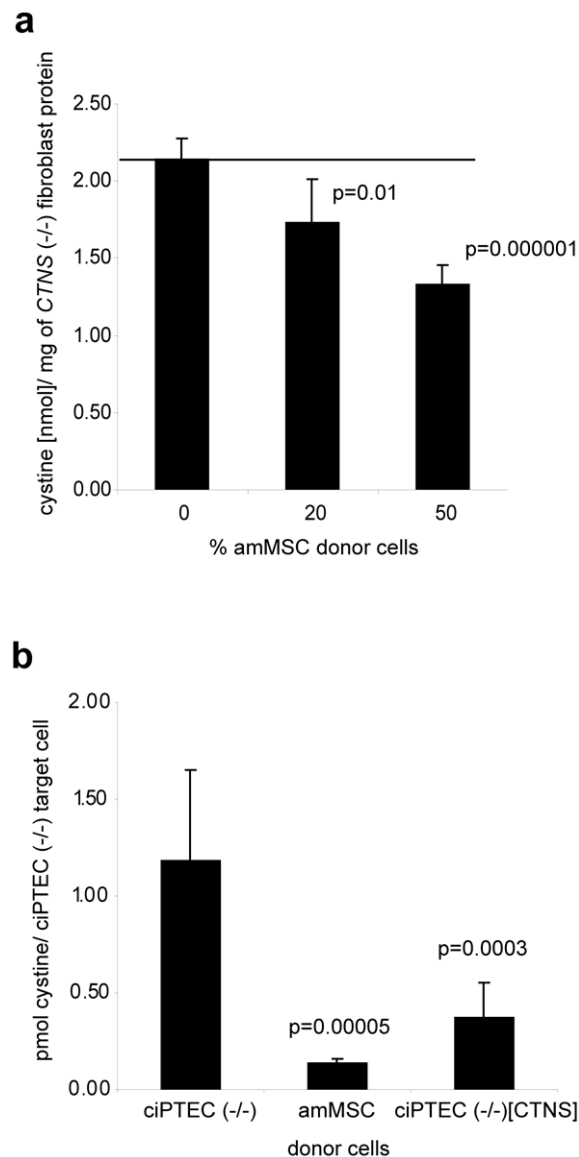 a
cystine [nmol]/ mg of CTNS (-/-) fibroblast protein
2.50
2.00
1.50
1.00
0.50
0.00
p=0.01
p=0.000001
0 20 50
% amMSC donor cells
b
pmol cystine/ ciPTEC (-/-) target cell
2.00
1.50
1.00
0.50
0.00
p=0.00005
p=0.0003
ciPTEC (-/-) amMSC ciPTEC (-/-)[CTNS]
donor cells